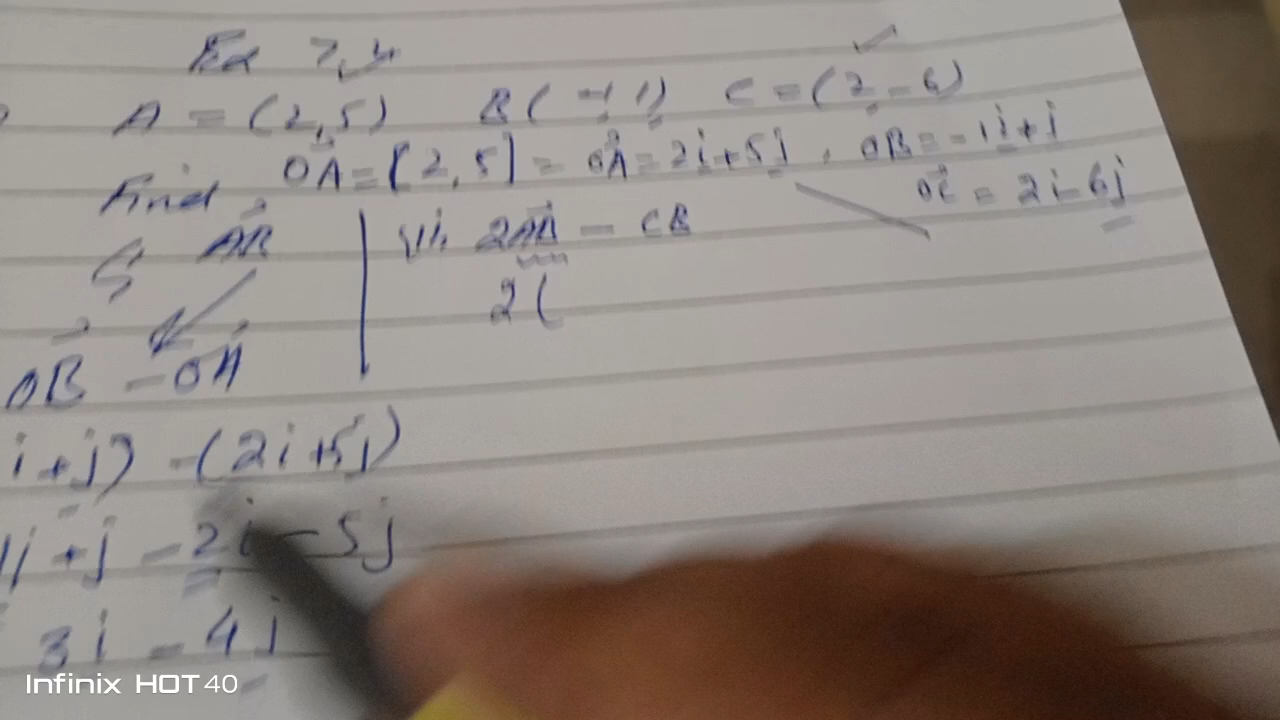 Ex 7.4
A = (2,5) B(-1 1) C = (2,-6)
Find OA = [2,5] = OA = 2i+5j, OB = -1i+j
OC = 2i-6j
AB
2AB - CB
2(
OB - OA
i+j) -(2i+5j)
1i+j - 2i-5j
3i - 4j
Infinix HOT 40